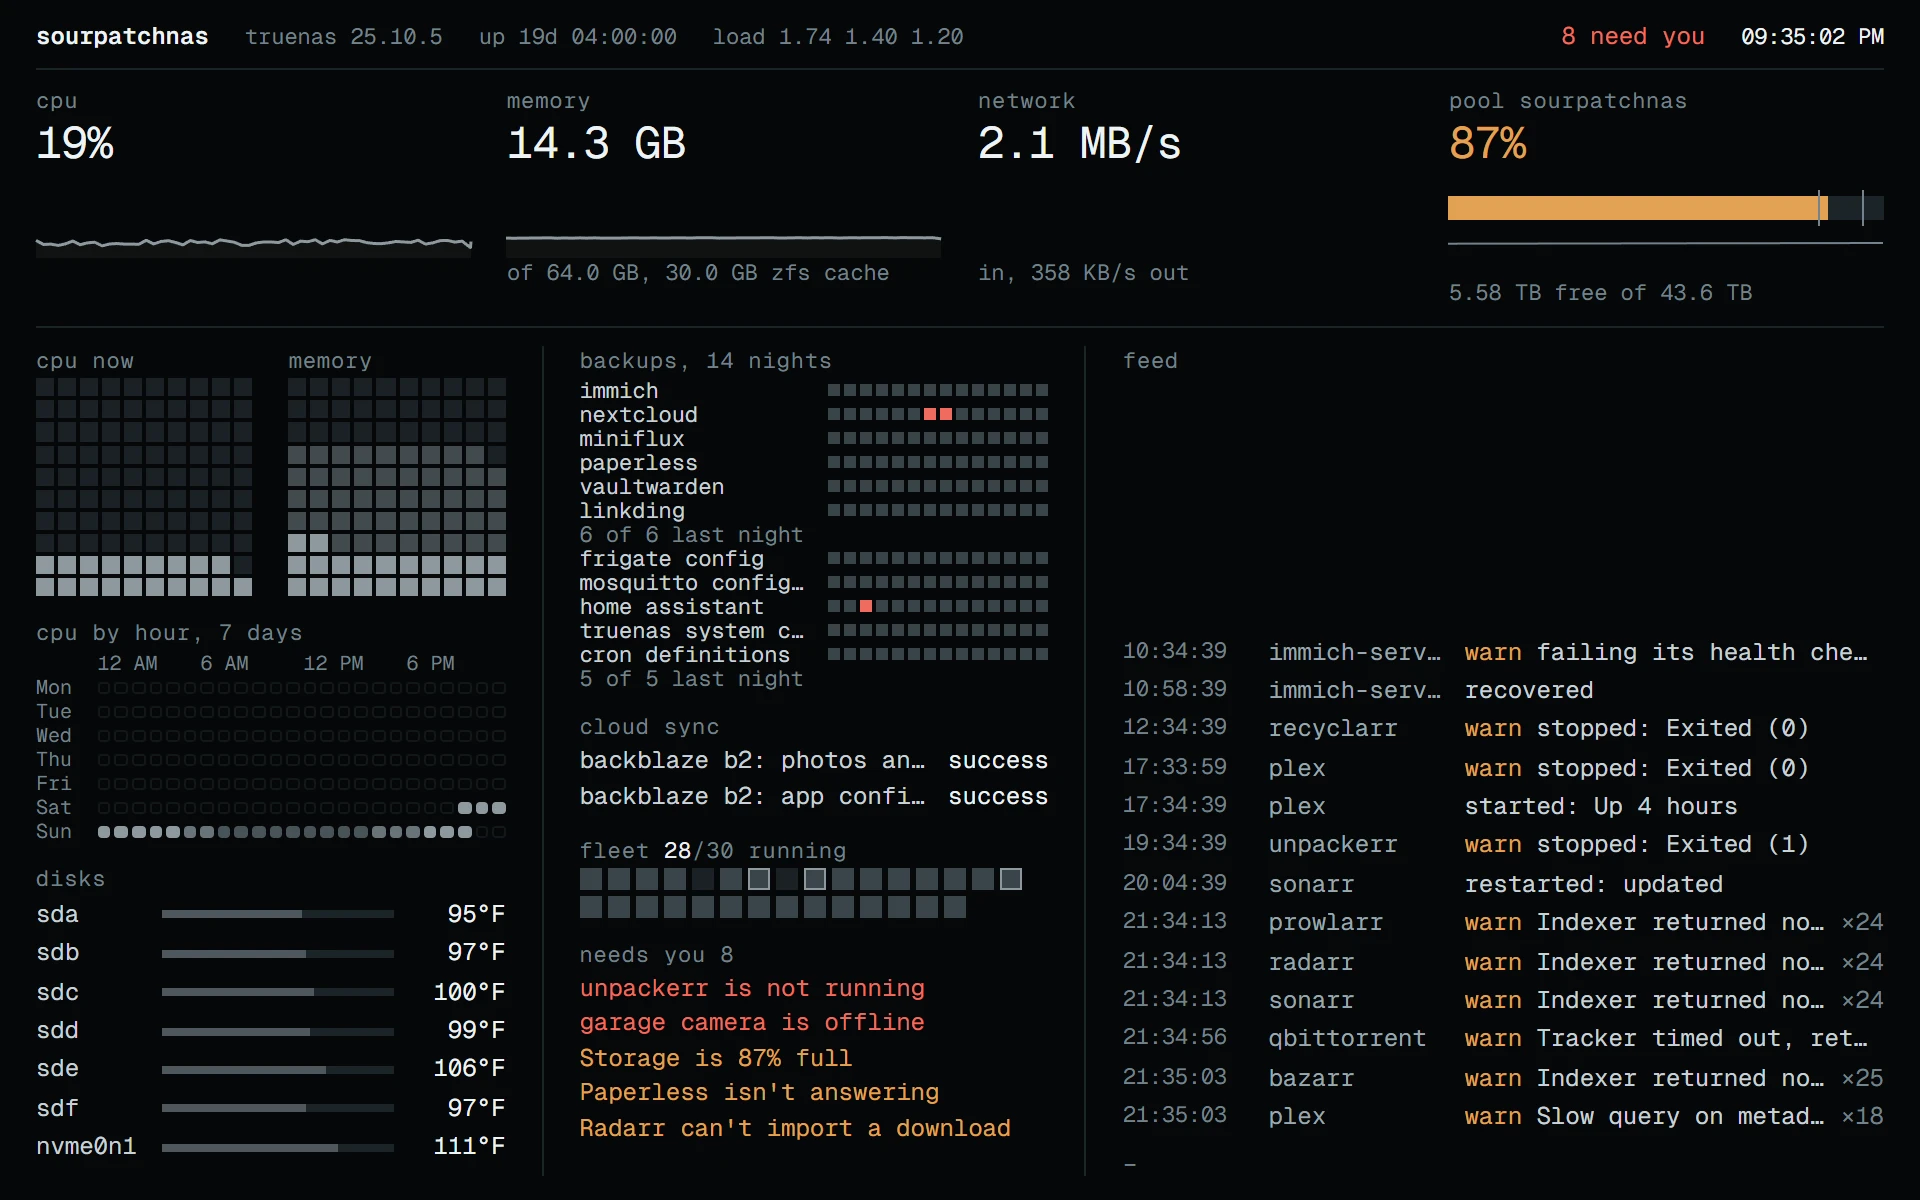 sourpatchnas truenas 25.10.5 up 19d 04:00:00 load 1.74 1.40 1.20 8 need you 09:35:02 PM
cpu
19%
memory
14.3 GB
of 64.0 GB, 30.0 GB zfs cache
network
2.1 MB/s
in, 358 KB/s out
pool sourpatchnas
87%
5.58 TB free of 43.6 TB
cpu now
memory
cpu by hour, 7 days
12 AM 6 AM 12 PM 6 PM
Mon
Tue
Wed
Thu
Fri
Sat
Sun
disks
sda 95°F
sdb 97°F
sdc 100°F
sdd 99°F
sde 106°F
sdf 97°F
nvme0n1 111°F
backups, 14 nights
immich
nextcloud
miniflux
paperless
vaultwarden
linkding
6 of 6 last night
frigate config
mosquitto config…
home assistant
truenas system c…
cron definitions
5 of 5 last night
cloud sync
backblaze b2: photos an… success
backblaze b2: app confi… success
fleet 28/30 running
needs you 8
unpackerr is not running
garage camera is offline
Storage is 87% full
Paperless isn't answering
Radarr can't import a download
feed
10:34:39 immich-serv… warn failing its health che…
10:58:39 immich-serv… recovered
12:34:39 recyclarr warn stopped: Exited (0)
17:33:59 plex warn stopped: Exited (0)
17:34:39 plex started: Up 4 hours
19:34:39 unpackerr warn stopped: Exited (1)
20:04:39 sonarr restarted: updated
21:34:13 prowlarr warn Indexer returned no… ×24
21:34:13 radarr warn Indexer returned no… ×24
21:34:13 sonarr warn Indexer returned no… ×24
21:34:56 qbittorrent warn Tracker timed out, ret…
21:35:03 bazarr warn Indexer returned no… ×25
21:35:03 plex warn Slow query on metad… ×18